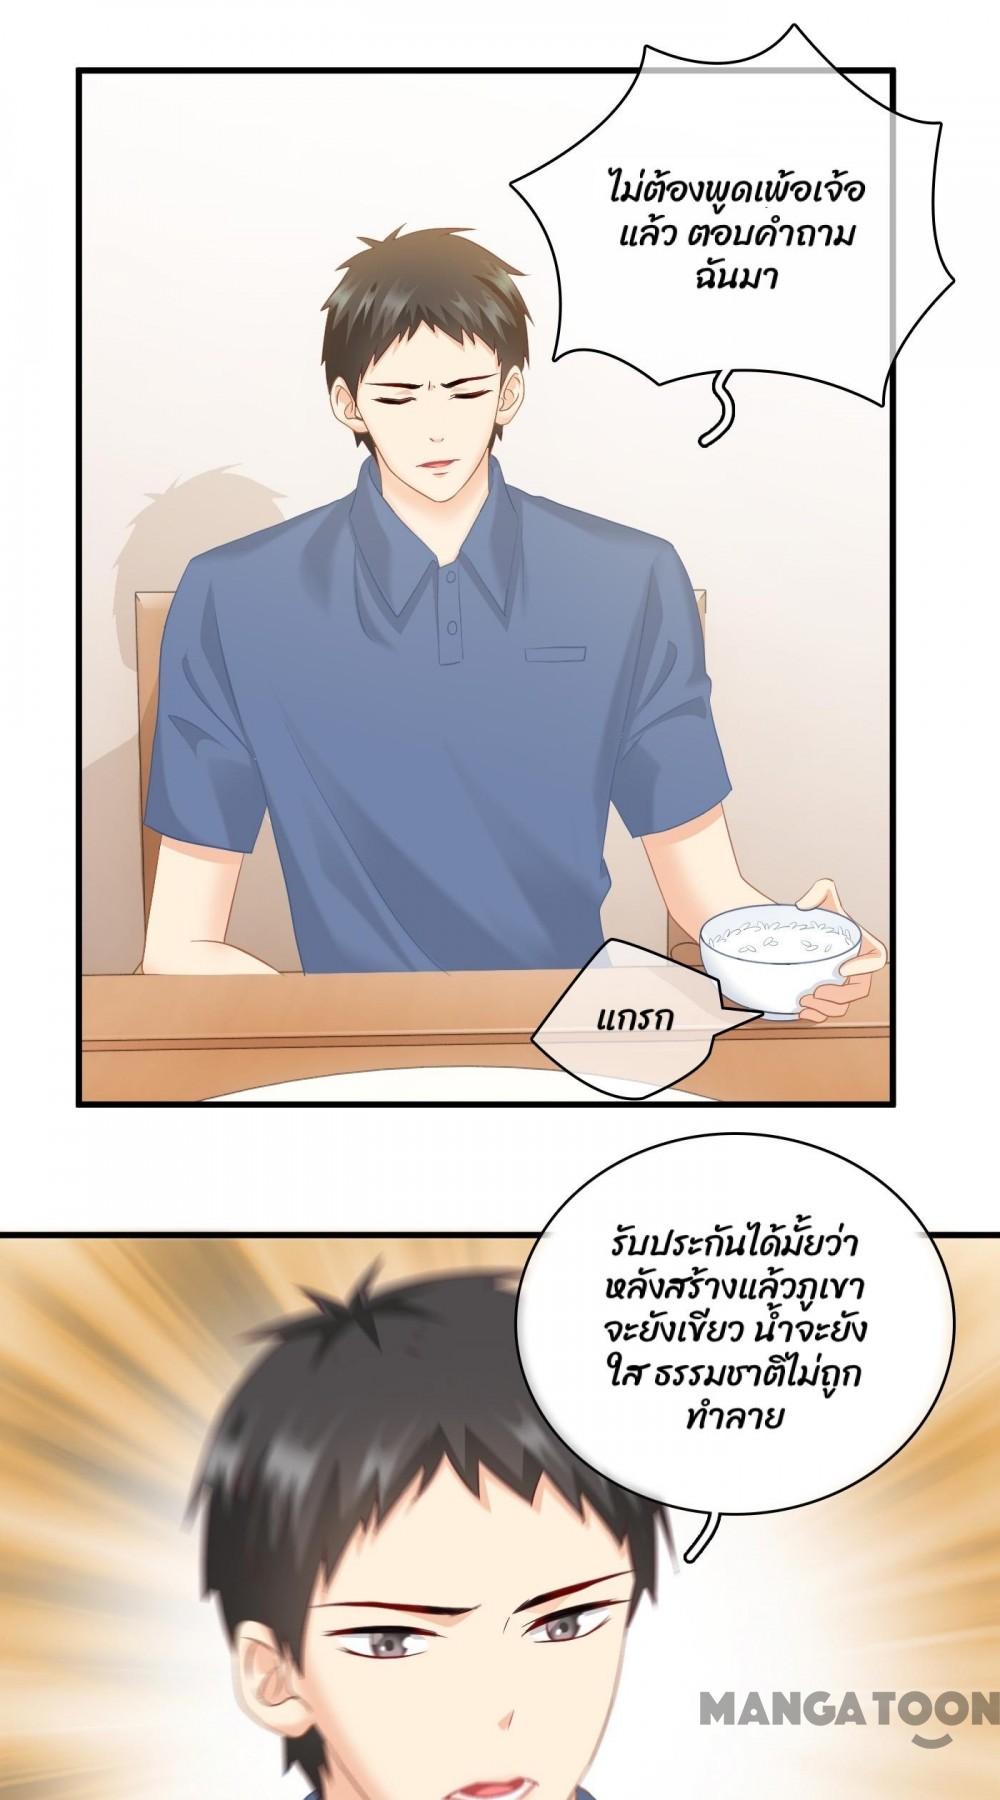 ไม่ต้องพูดเพ้อเจ้อ
แล้ว ตอบคำถาม
ฉันมา
แกรก
รับประกันได้มั้ยว่า
หลังสร้างแล้วภูเขา
จะยังเขียว น้ำจะยัง
ใส ธรรมชาติไม่ถูก
ทำลาย
MANGATOON